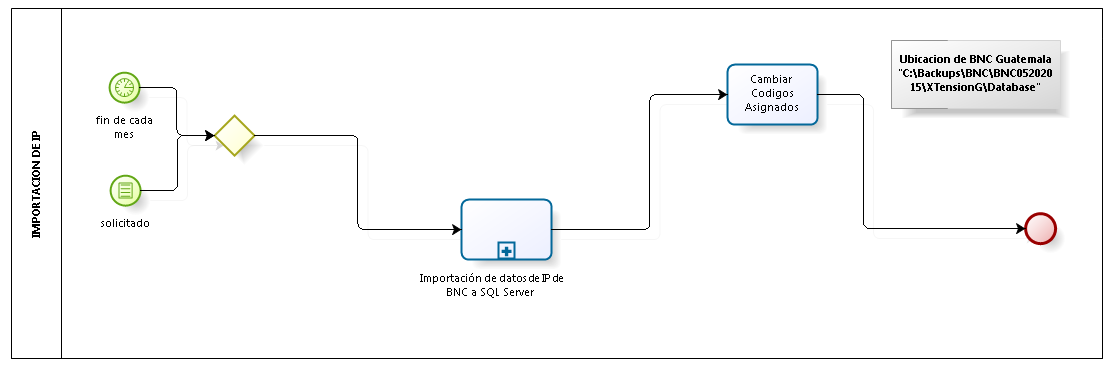 IMPORTACION DE IP
fin de cada
mes
solicitado
Importación de datos de IP de
BNC a SQL Server
Cambiar
Codigos
Asignados
Ubicacion de BNC Guatemala
"C:\Backups\BNC\BNC052020
15\XTensionG\Database"